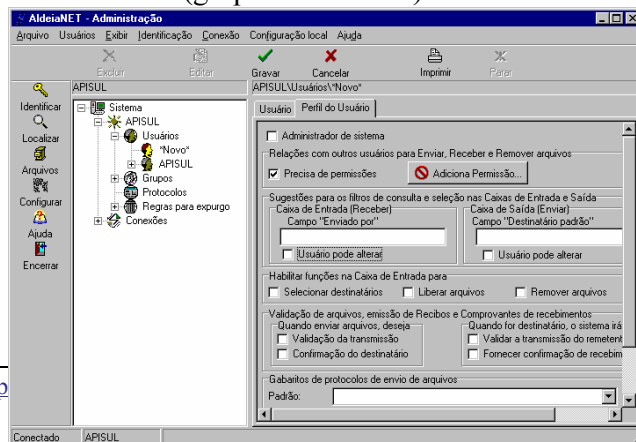 AldeiaNET - Administração
Arquivo Usuários Exibir Identificação Conexão Configuração local Ajuda
Excluir Editar Gravar Cancelar Imprimir Parar
APISUL APISUL\Usuários\*Novo*
Identificar
Localizar
Arquivos
Configurar
Ajuda
Encerrar
Sistema
APISUL
Usuários
*Novo*
APISUL
Grupos
Protocolos
Regras para expurgo
Conexões
Usuário Perfil do Usuário
Administrador de sistema
Relações com outros usuários para Enviar, Receber e Remover arquivos
Precisa de permissões Adiciona Permissão...
Sugestões para os filtros de consulta e seleção nas Caixas de Entrada e Saída
Caixa de Entrada (Receber) Caixa de Saída (Enviar)
Campo "Enviado por" Campo "Destinatário padrão"
Usuário pode alterar Usuário pode alterar
Habilitar funções na Caixa de Entrada para
Selecionar destinatários Liberar arquivos Remover arquivos
Validação de arquivos, emissão de Recibos e Comprovantes de recebimentos
Quando enviar arquivos, deseja Quando for destinatário, o sistema irá
Validação da transmissão Validar a transmissão do remetent
Confirmação do destinatário Fornecer confirmação de recebim
Gabaritos de protocolos de envio de arquivos
Padrão:
Conectado APISUL